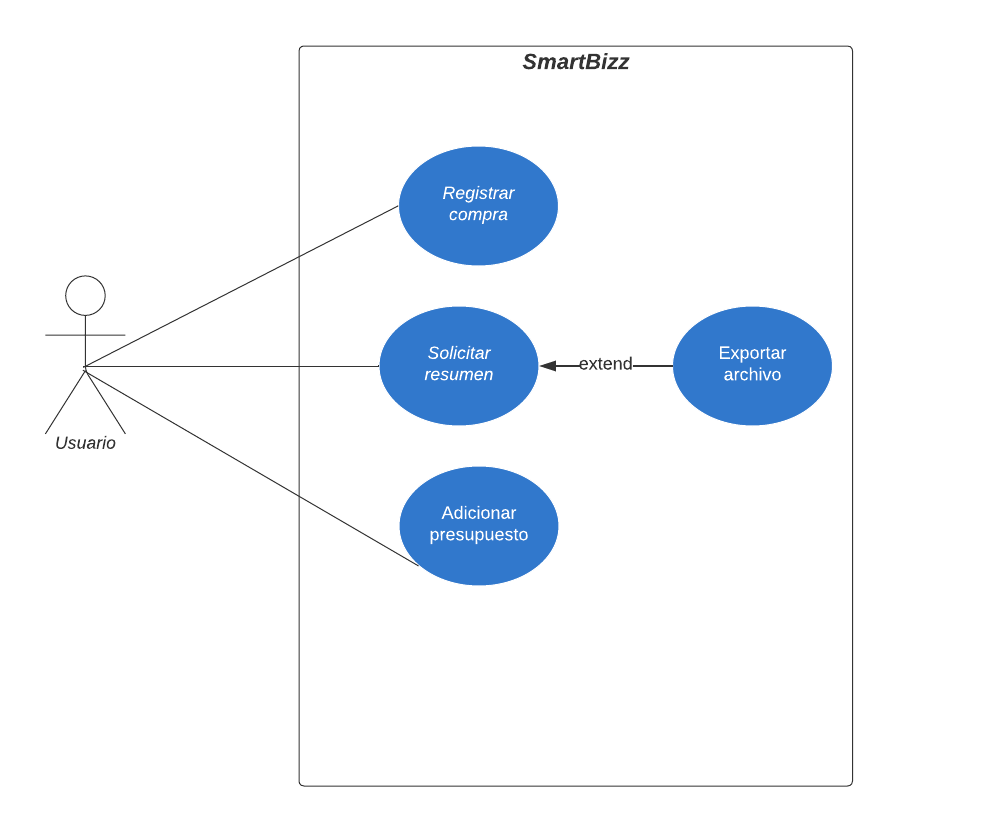 SmartBizz
Registrar
compra
Solicitar
resumen
extend
Exportar
archivo
Usuario
Adicionar
presupuesto